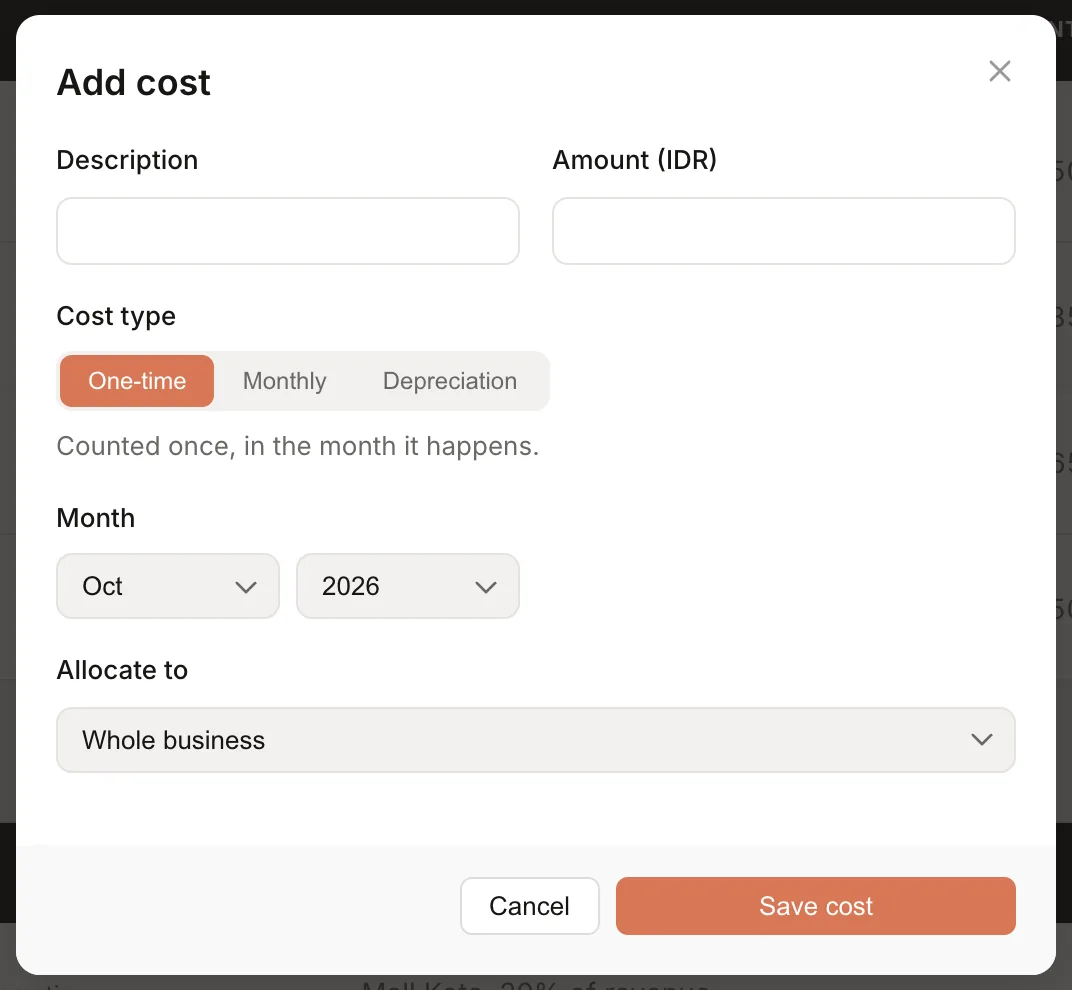 Add cost
Description
Amount (IDR)
Cost type
One-time
Monthly
Depreciation
Counted once, in the month it happens.
Month
Oct
2026
Allocate to
Whole business
Cancel
Save cost